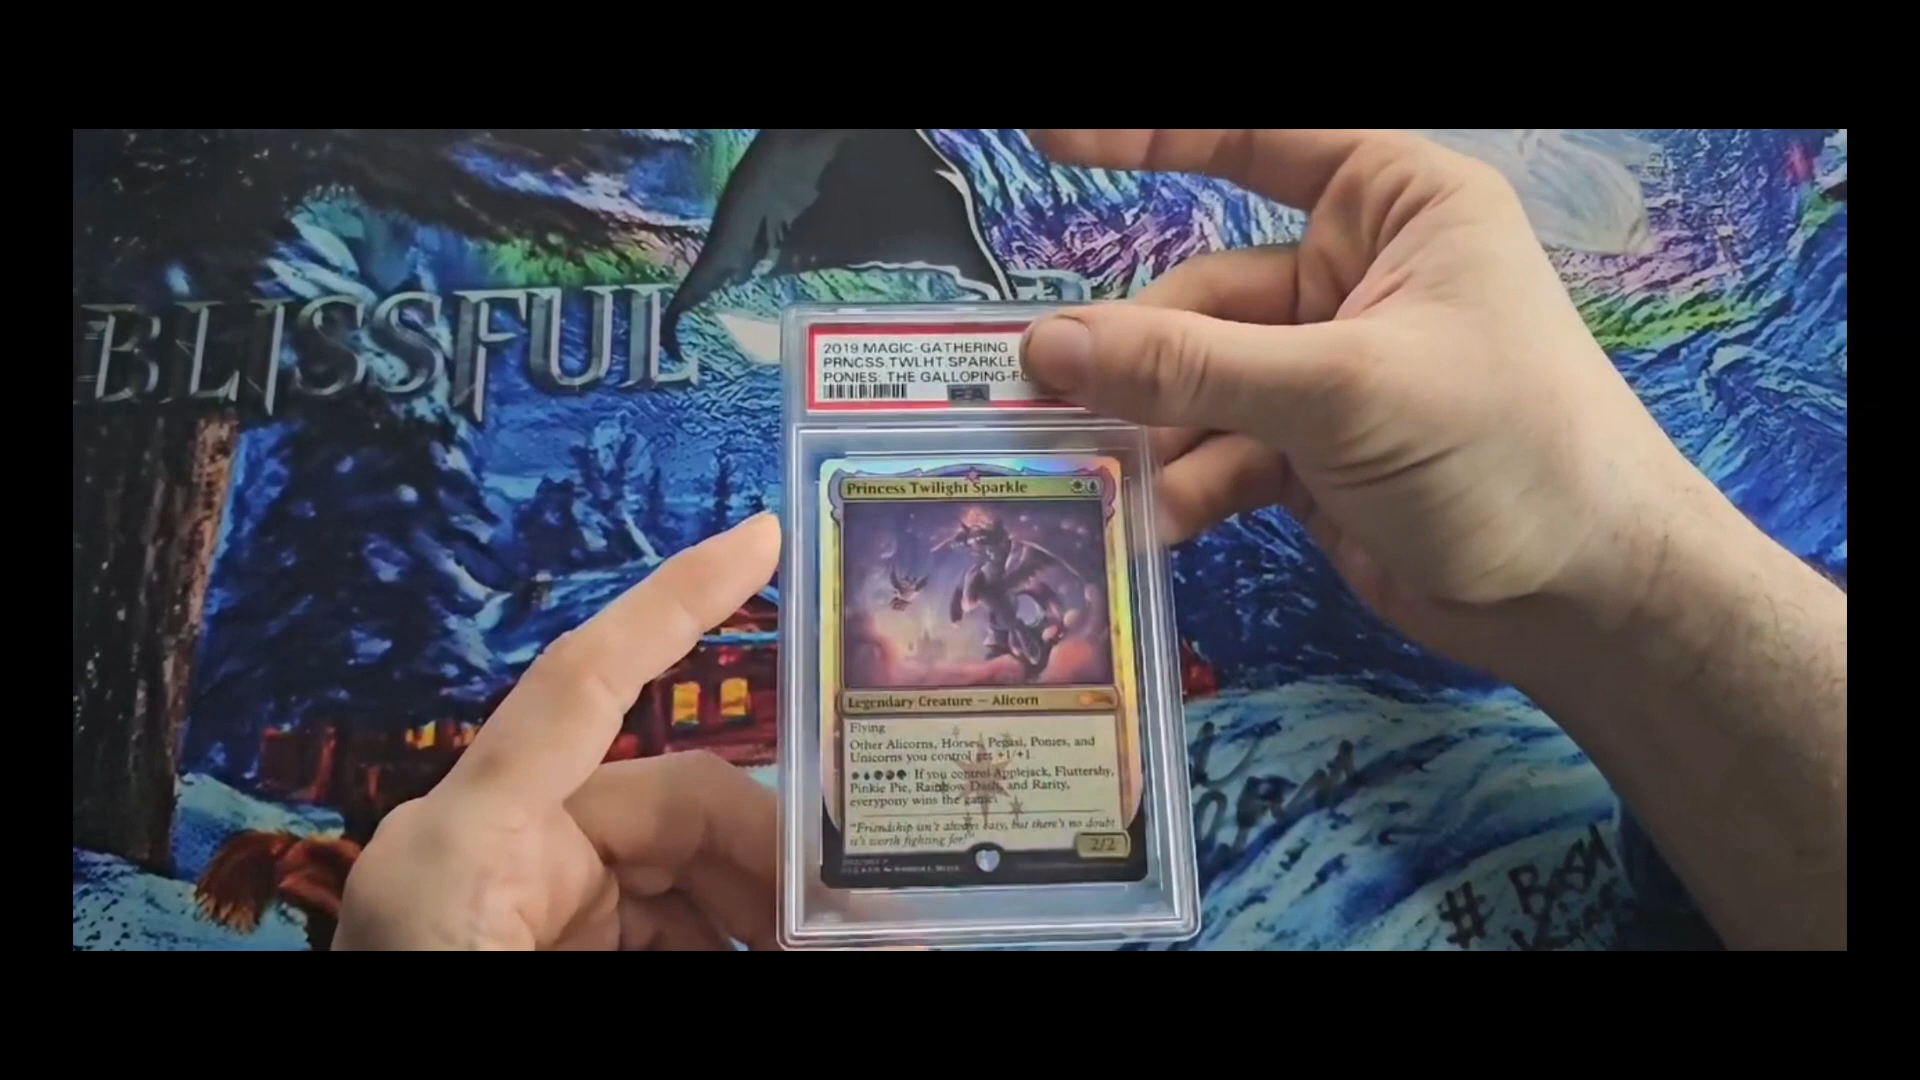 BLISSFUL
2019 MAGIC-GATHERING
PRNCSS TWLHT SPARKLE
PONIES: THE GALLOPING-FO
Princess Twilight Sparkle
Legendary Creature — Alicorn
Flying
Other Alicorns, Horses, Pegasi, Ponies, and
Unicorns you control get +1/+1
If you control Applejack, Fluttershy,
Pinkie Pie, Rainbow Dash, and Rarity,
everypony wins the game.
"Friendship isn't always easy, but there's no doubt
it's worth fighting for!"
2/2
# BOSH